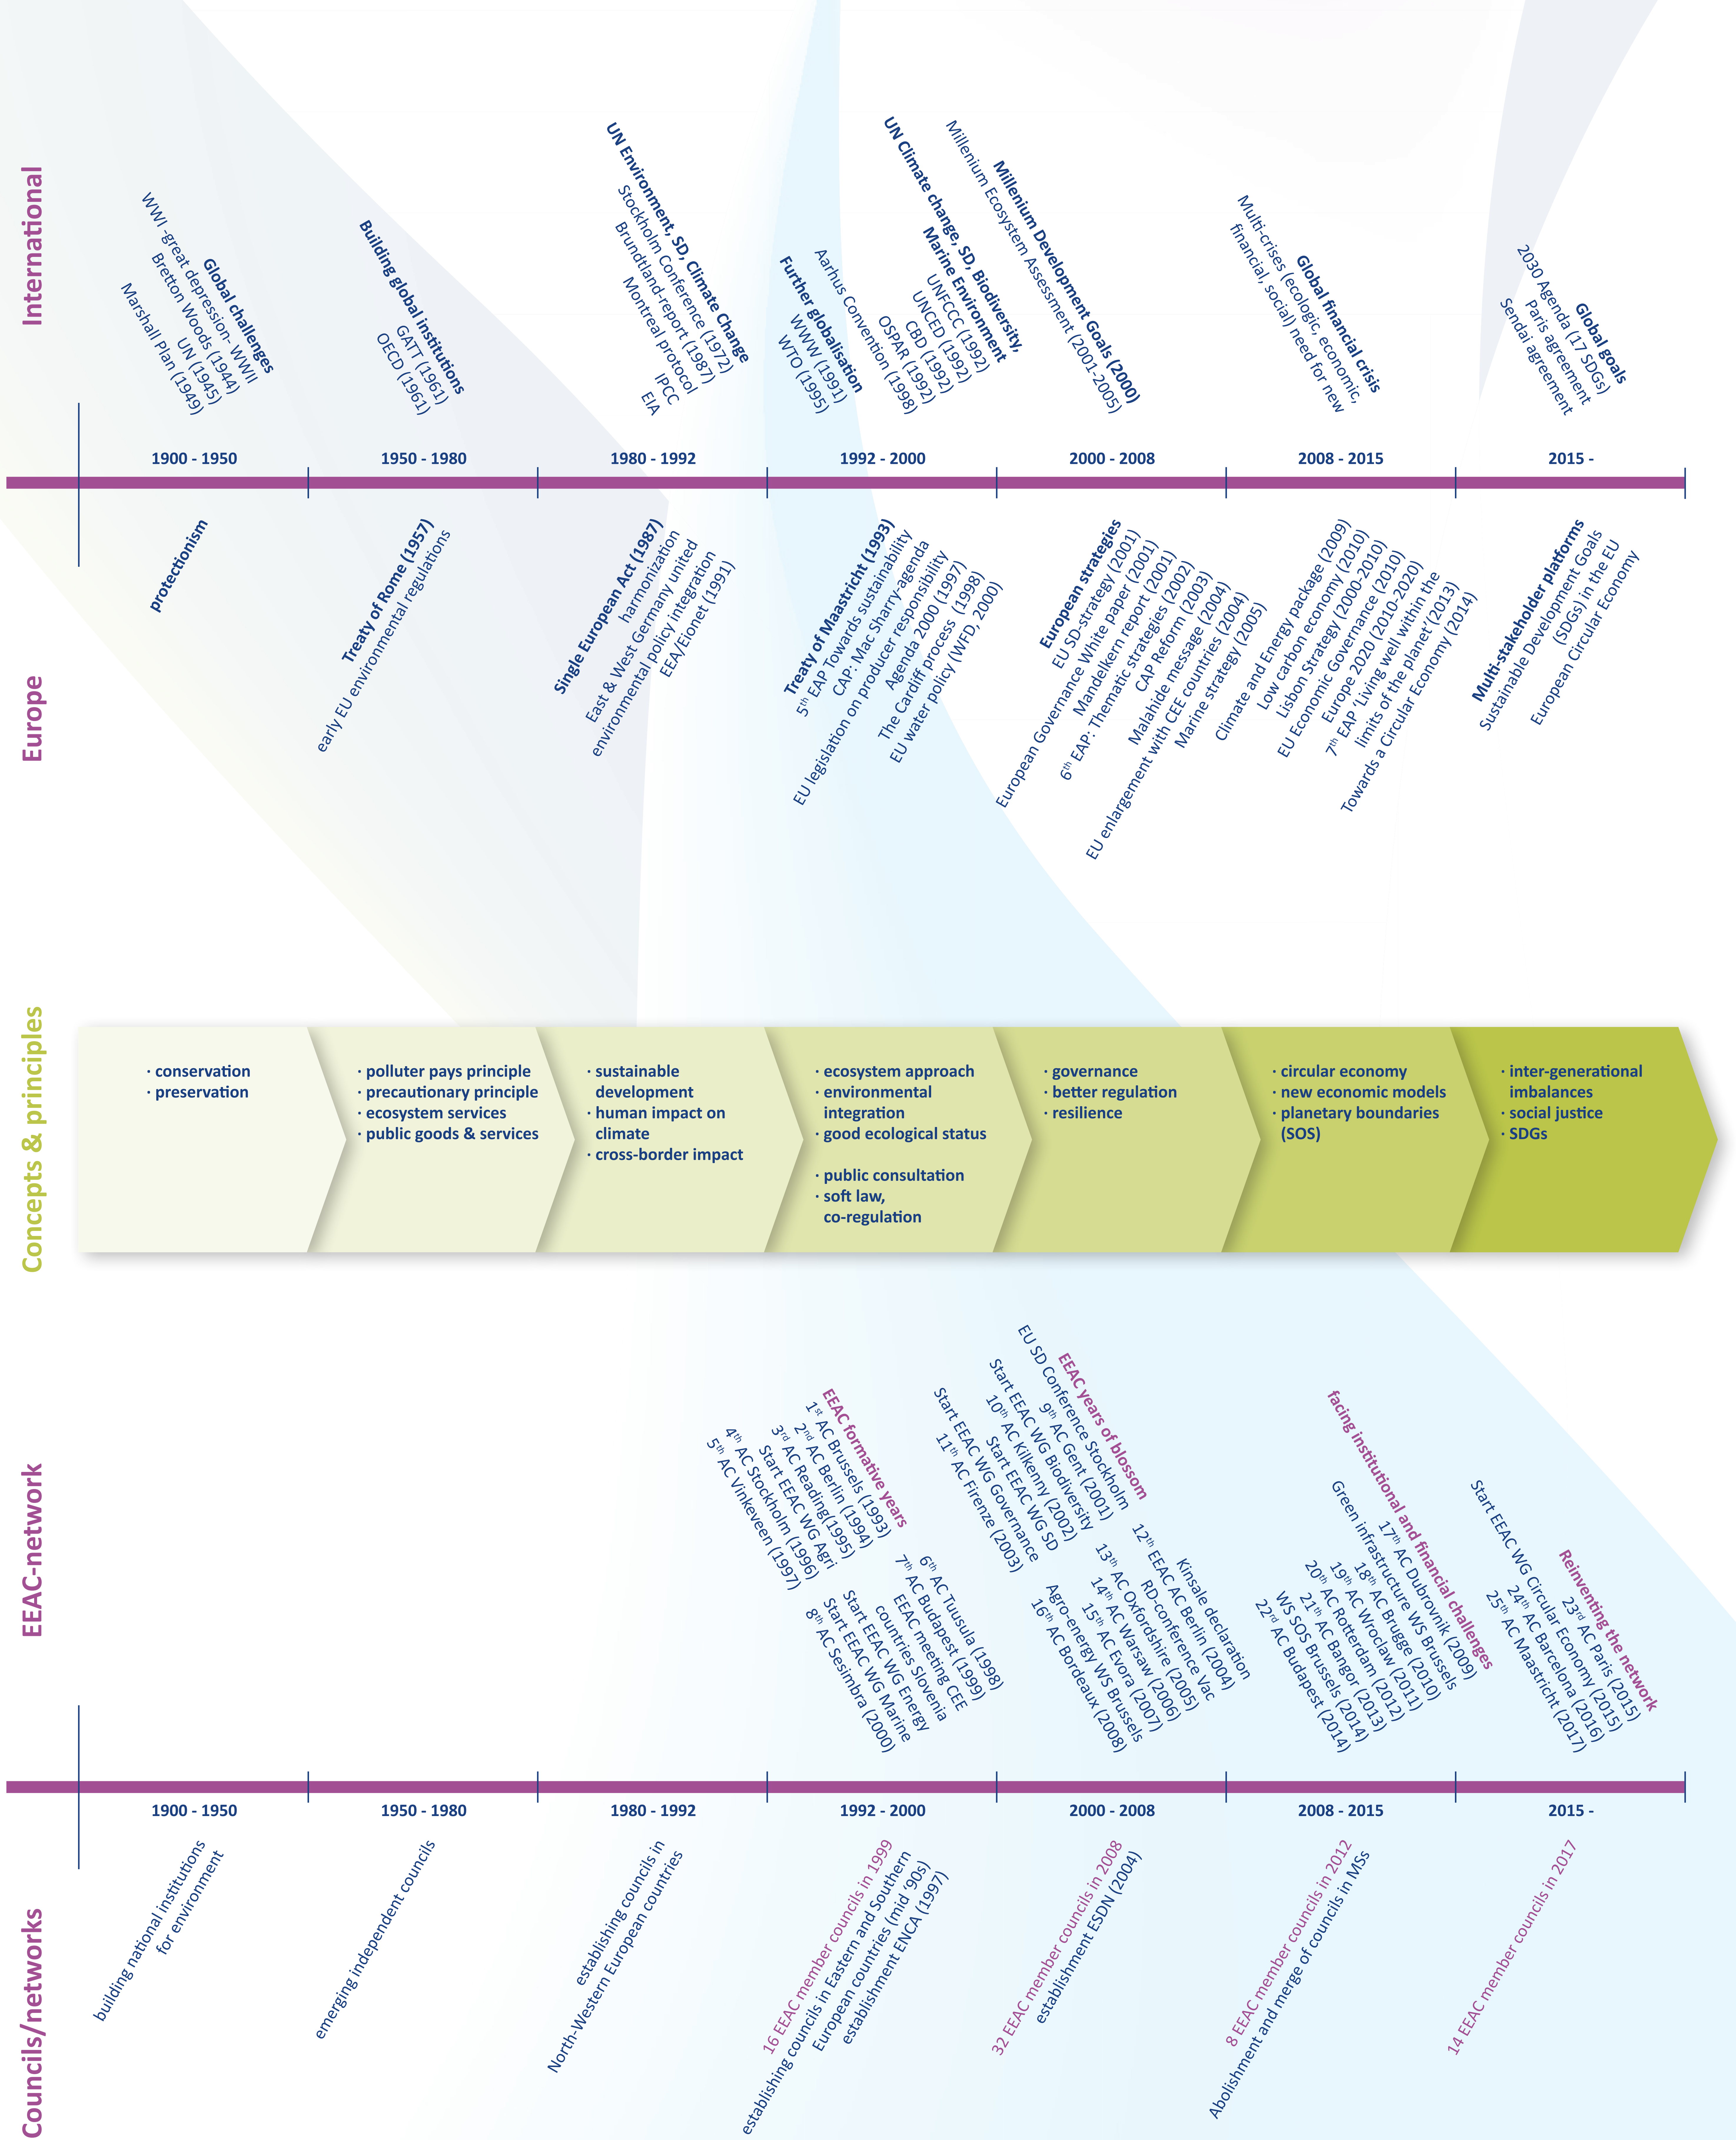 International
Global challenges
WWI -great depression- WWII
Bretton Woods (1944)
UN (1945)
Marshall Plan (1949)
Building global institutions
GATT (1961)
OECD (1961)
UN Environment, SD, Climate Change
Stockholm Conference (1972)
Brundtland-report (1987)
Montreal protocol
IPCC
EIA
Further globalisation
WWW (1991)
WTO (1995)
UN Climate change, SD, Biodiversity,
Marine Environment
UNFCCC (1992)
UNCED (1992)
CBD (1992)
OSPAR (1992)
Aarhus Convention (1998)
Millenium Development Goals (2000)
Millenium Ecosystem Assessment (2001-2005)
Global financial crisis
Multi-crises (ecologic, economic,
financial, social) need for new
Global goals
2030 Agenda (17 SDGs)
Paris agreement
Sendai agreement
1900 - 1950
1950 - 1980
1980 - 1992
1992 - 2000
2000 - 2008
2008 - 2015
2015 -
Europe
protectionism
Treaty of Rome (1957)
early EU environmental regulations
Single European Act (1987)
harmonization
East & West Germany united
environmental policy integration
EEA/Eionet (1991)
Treaty of Maastricht (1993)
5th EAP Towards sustainability
CAP: Mac Sharry-agenda
EU legislation on producer responsibility
Agenda 2000 (1997)
The Cardiff process (1998)
EU water policy (WFD, 2000)
European strategies
EU SD-strategy (2001)
European Governance White paper (2001)
Mandelkern report (2001)
6th EAP: Thematic strategies (2002)
CAP Reform (2003)
Malahide message (2004)
EU enlargement with CEE countries (2004)
Marine strategy (2005)
Climate and Energy package (2009)
Low carbon economy (2010)
Lisbon Strategy (2000-2010)
EU Economic Governance (2010)
Europe 2020 (2010-2020)
7th EAP ‘Living well within the
limits of the planet’ (2013)
Towards a Circular Economy (2014)
Multi-stakeholder platforms
Sustainable Development Goals
(SDGs) in the EU
European Circular Economy
Concepts & principles
· conservation
· preservation
· polluter pays principle
· precautionary principle
· ecosystem services
· public goods & services
· sustainable
development
· human impact on
climate
· cross-border impact
· ecosystem approach
· environmental
integration
· good ecological status
· public consultation
· soft law,
co-regulation
· governance
· better regulation
· resilience
· circular economy
· new economic models
· planetary boundaries
(SOS)
· inter-generational
imbalances
· social justice
· SDGs
EEAC-network
EEAC formative years
1st AC Brussels (1993)
2nd AC Berlin (1994)
3rd AC Reading(1995)
Start EEAC WG Agri
4th AC Stockholm (1996)
5th AC Vinkeveen (1997)
6th AC Tuusula (1998)
7th AC Budapest (1999)
EEAC meeting CEE
countries Slovenia
Start EEAC WG Energy
Start EEAC WG Marine
8th AC Sesimbra (2000)
EEAC years of blossom
EU SD Conference Stockholm
9th AC Gent (2001)
Start EEAC WG Biodiversity
10th AC Kilkenny (2002)
Start EEAC WG SD
Start EEAC WG Governance
11th AC Firenze (2003)
Kinsale declaration
12th EEAC AC Berlin (2004)
RD-conference Vac
13th AC Oxfordshire (2005)
14th AC Warsaw (2006)
15th AC Evora (2007)
Agro-energy WS Brussels
16th AC Bordeaux (2008)
facing institutional and financial challenges
17th AC Dubrovnik (2009)
Green infrastructure WS Brussels
18th AC Brugge (2010)
19th AC Wroclaw (2011)
20th AC Rotterdam (2012)
21th AC Bangor (2013)
WS SOS Brussels (2014)
22rd AC Budapest (2014)
Reinventing the network
23rd AC Paris (2015)
Start EEAC WG Circular Economy (2015)
24th AC Barcelona (2016)
25th AC Maastricht (2017)
1900 - 1950
1950 - 1980
1980 - 1992
1992 - 2000
2000 - 2008
2008 - 2015
2015 -
Councils/networks
building national institutions
for environment
emerging independent councils
establishing councils in
North-Western European countries
16 EEAC member councils in 1999
establishing councils in Eastern and Southern
European countries (mid ‘90s)
establishment ENCA (1997)
32 EEAC member councils in 2008
establishment ESDN (2004)
8 EEAC member councils in 2012
Abolishment and merge of councils in MSs
14 EEAC member councils in 2017